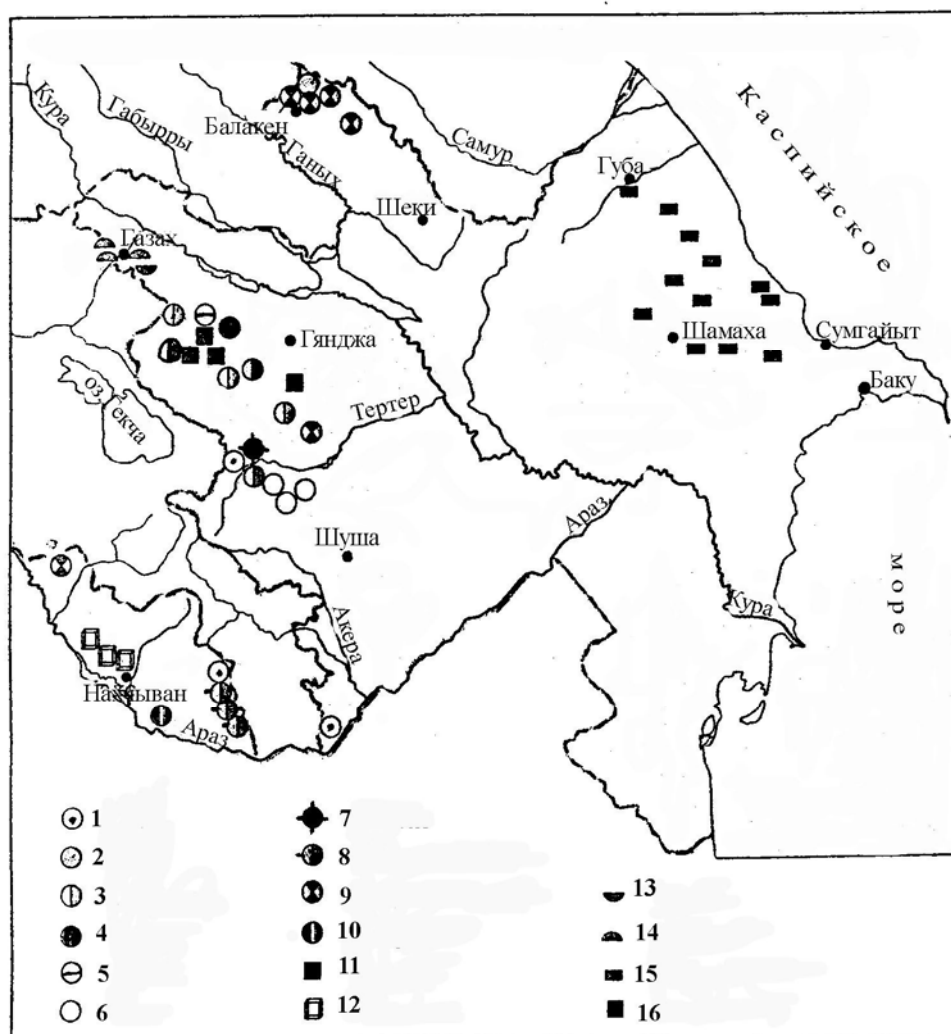 Кура
Габырры
Балакен
Ганых
Самур
Каспийское
Губа
Шеки
Газах
Гянджа
Шамаха
Сумгайыт
Баку
оз. Гекча
Тертер
Араз
Шуша
Акера
Кура
море
Нахчыван
Араз
1
2
3
4
5
6
7
8
9
10
11
12
13
14
15
16